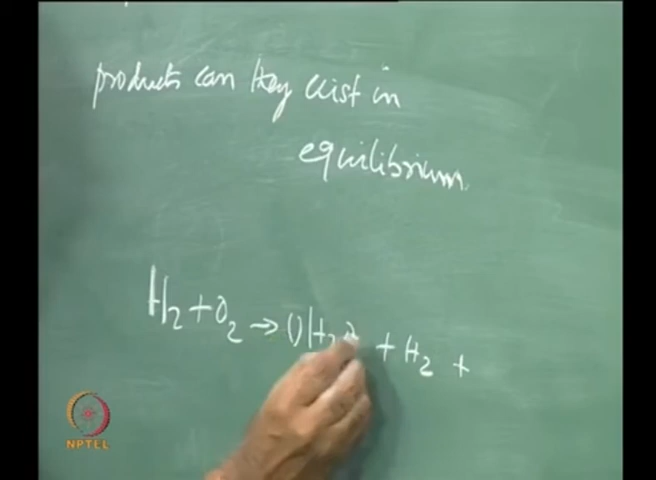 products can they exist in
equilibrium
H₂ + O₂ → () H₂O + H₂ +
NPTEL